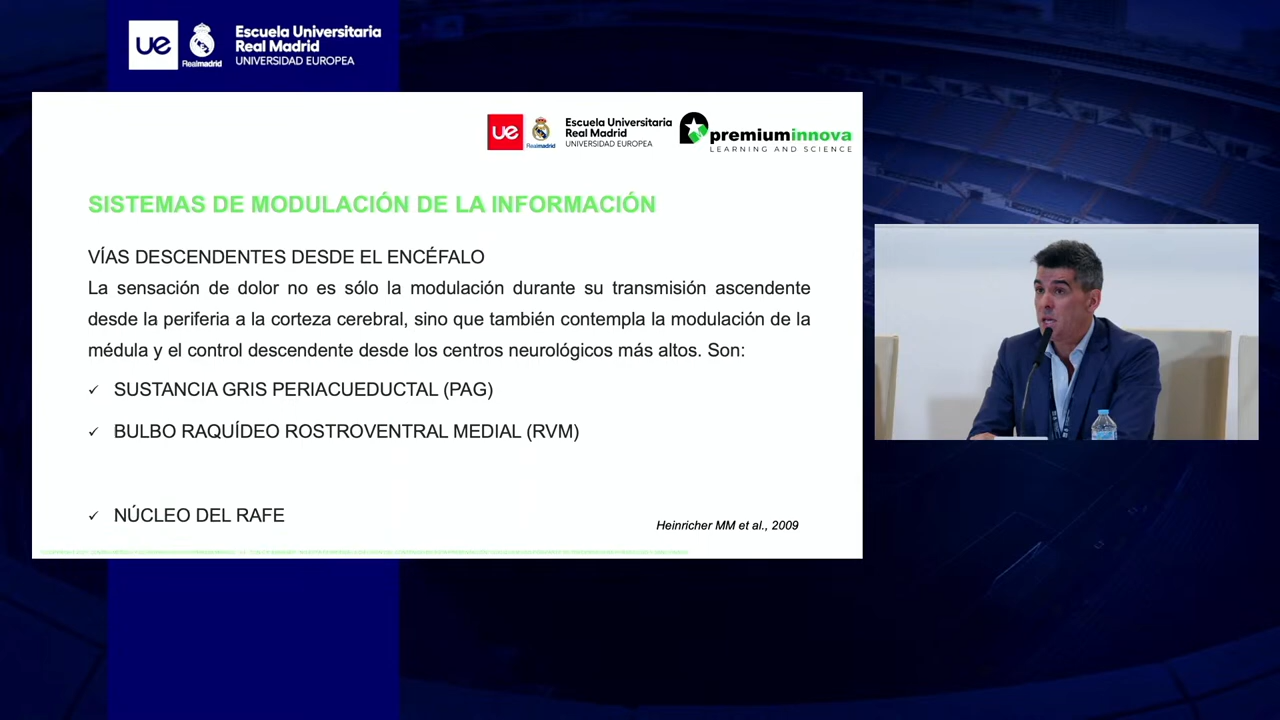 ue
Realmadrid
Escuela Universitaria
Real Madrid
UNIVERSIDAD EUROPEA
ue
Realmadrid
Escuela Universitaria
Real Madrid
UNIVERSIDAD EUROPEA
premiuminnova
LEARNING AND SCIENCE
SISTEMAS DE MODULACIÓN DE LA INFORMACIÓN
VÍAS DESCENDENTES DESDE EL ENCÉFALO
La sensación de dolor no es sólo la modulación durante su transmisión ascendente
desde la periferia a la corteza cerebral, sino que también contempla la modulación de la
médula y el control descendente desde los centros neurológicos más altos. Son:
✓ SUSTANCIA GRIS PERIACUEDUCTAL (PAG)
✓ BULBO RAQUÍDEO ROSTROVENTRAL MEDIAL (RVM)
✓ NÚCLEO DEL RAFE
Heinricher MM et al., 2009